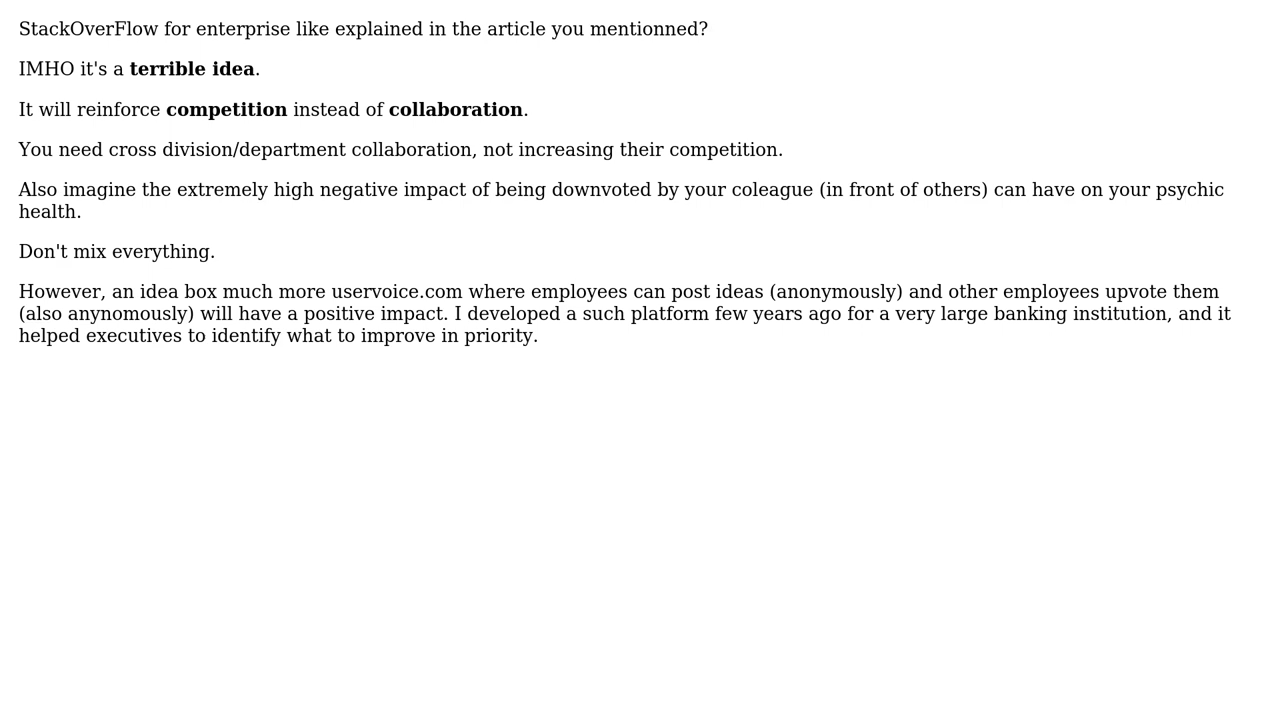 StackOverFlow for enterprise like explained in the article you mentionned?
IMHO it's a terrible idea.
It will reinforce competition instead of collaboration.
You need cross division/department collaboration, not increasing their competition.
Also imagine the extremely high negative impact of being downvoted by your coleague (in front of others) can have on your psychic
health.
Don't mix everything.
However, an idea box much more uservoice.com where employees can post ideas (anonymously) and other employees upvote them
(also anynomously) will have a positive impact. I developed a such platform few years ago for a very large banking institution, and it
helped executives to identify what to improve in priority.